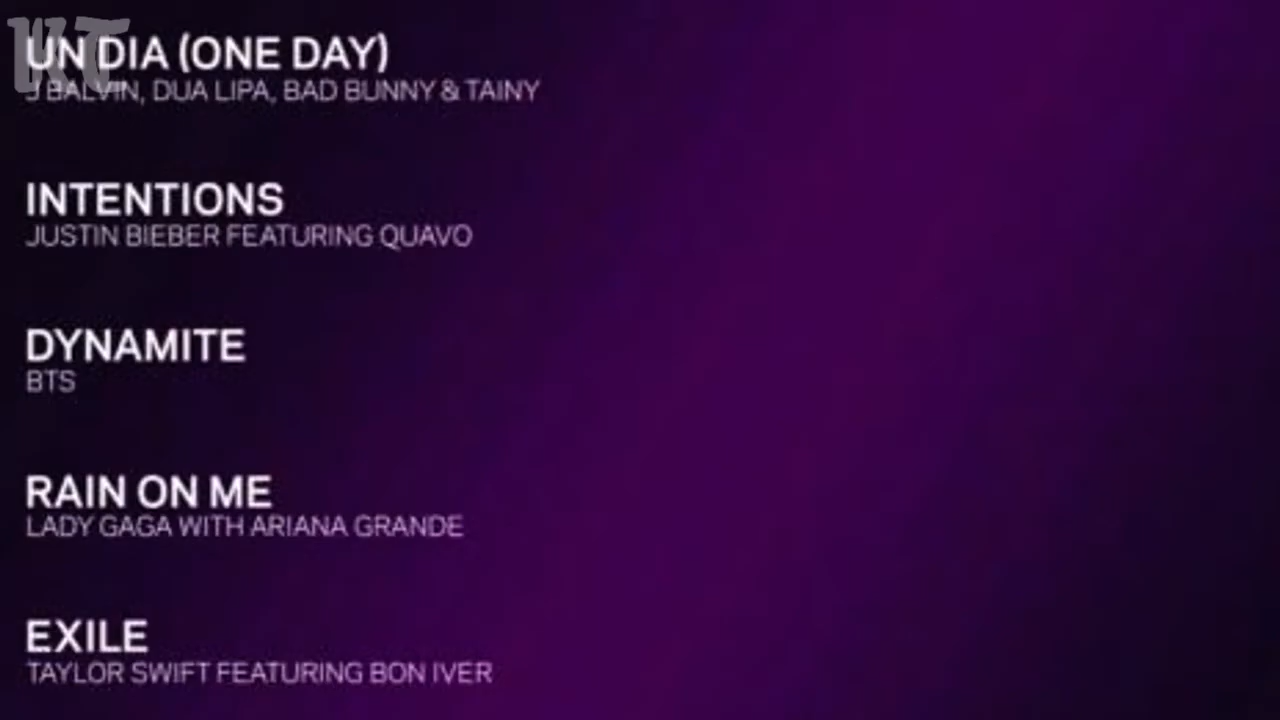 KT
UN DIA (ONE DAY)
J BALVIN, DUA LIPA, BAD BUNNY & TAINY
INTENTIONS
JUSTIN BIEBER FEATURING QUAVO
DYNAMITE
BTS
RAIN ON ME
LADY GAGA WITH ARIANA GRANDE
EXILE
TAYLOR SWIFT FEATURING BON IVER